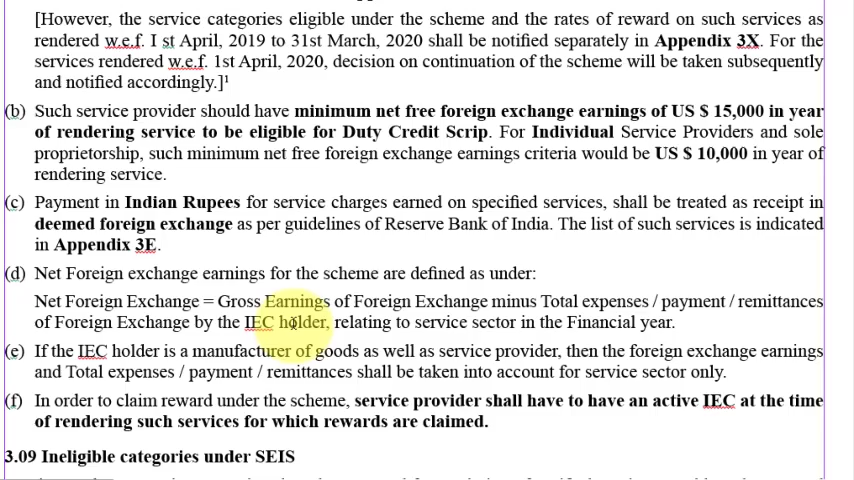 [However, the service categories eligible under the scheme and the rates of reward on such services as
rendered w.e.f. I st April, 2019 to 31st March, 2020 shall be notified separately in Appendix 3X. For the
services rendered w.e.f. 1st April, 2020, decision on continuation of the scheme will be taken subsequently
and notified accordingly.]¹
(b) Such service provider should have minimum net free foreign exchange earnings of US $ 15,000 in year
of rendering service to be eligible for Duty Credit Scrip. For Individual Service Providers and sole
proprietorship, such minimum net free foreign exchange earnings criteria would be US $ 10,000 in year of
rendering service.
(c) Payment in Indian Rupees for service charges earned on specified services, shall be treated as receipt in
deemed foreign exchange as per guidelines of Reserve Bank of India. The list of such services is indicated
in Appendix 3E.
(d) Net Foreign exchange earnings for the scheme are defined as under:
Net Foreign Exchange = Gross Earnings of Foreign Exchange minus Total expenses / payment / remittances
of Foreign Exchange by the IEC holder, relating to service sector in the Financial year.
(e) If the IEC holder is a manufacturer of goods as well as service provider, then the foreign exchange earnings
and Total expenses / payment / remittances shall be taken into account for service sector only.
(f) In order to claim reward under the scheme, service provider shall have to have an active IEC at the time
of rendering such services for which rewards are claimed.
3.09 Ineligible categories under SEIS